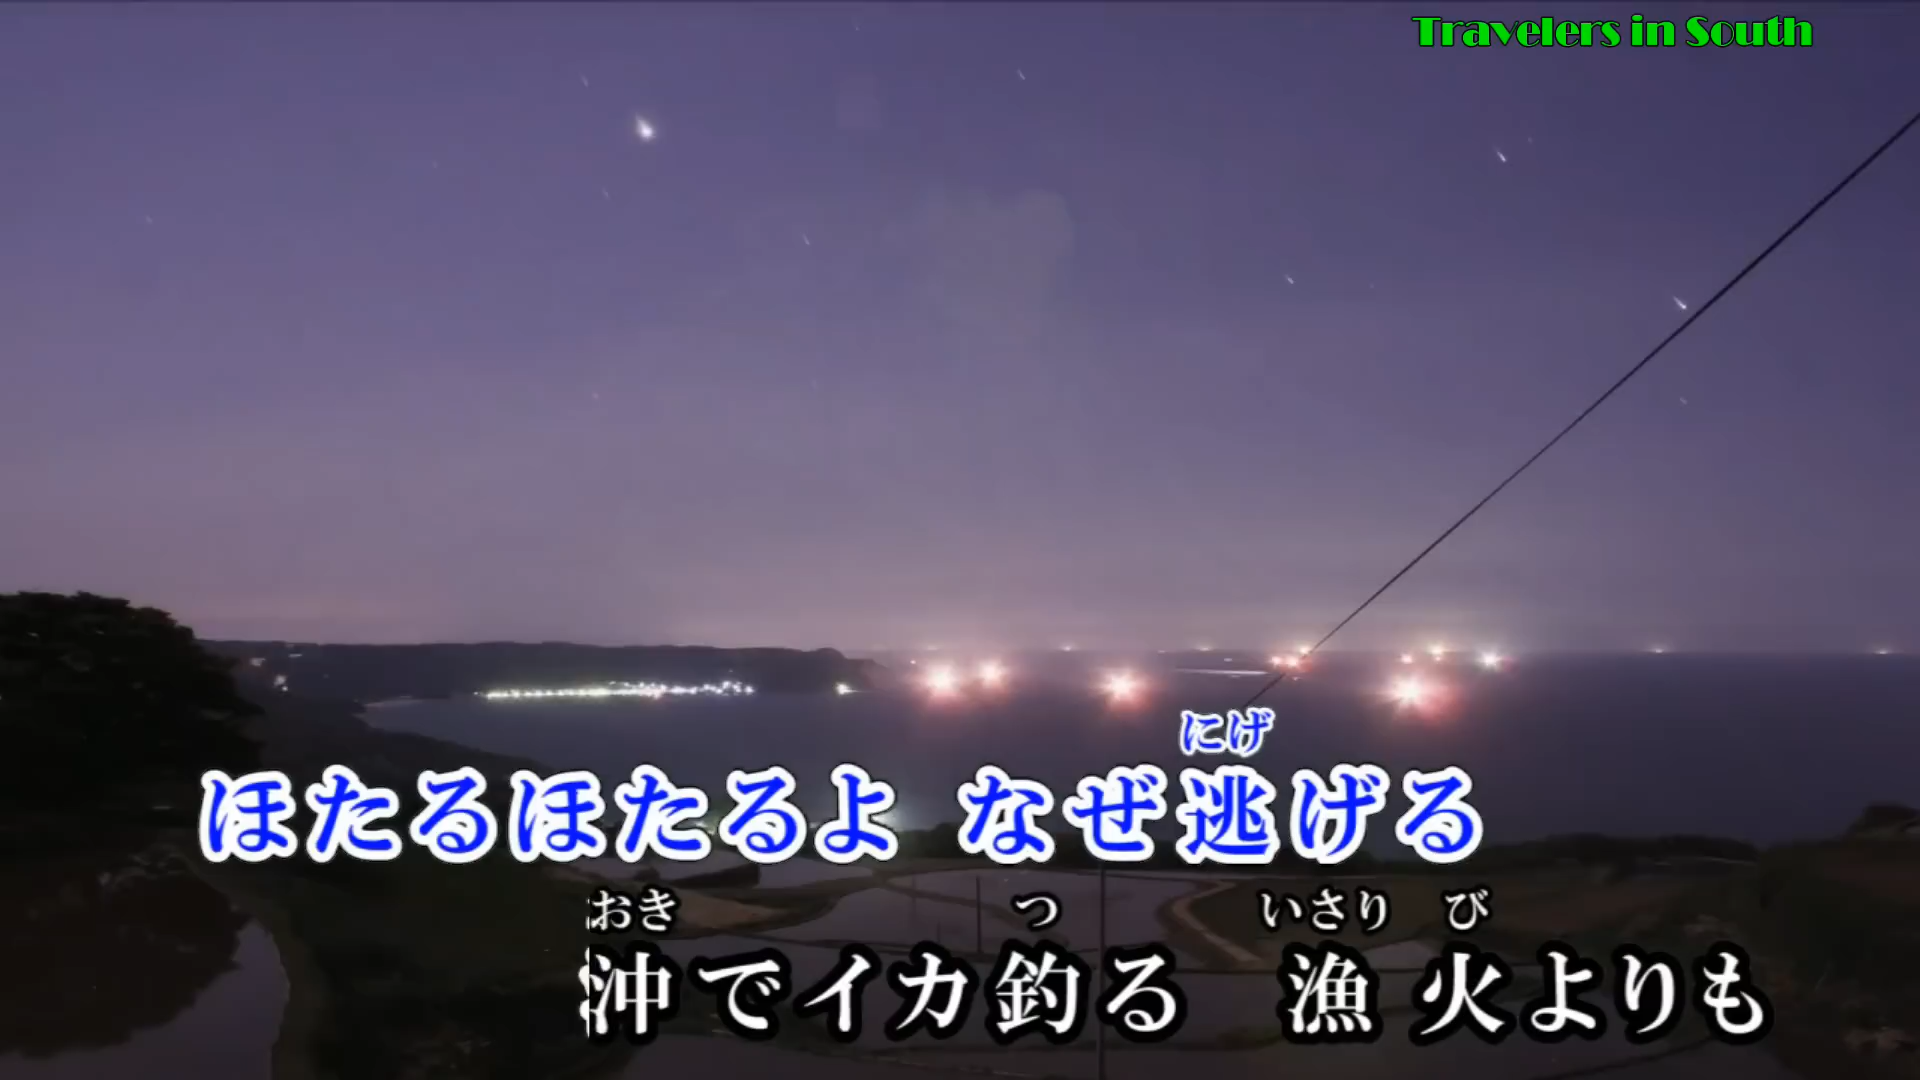 Travelers in South
にげ
ほたるほたるよ なぜ逃げる
おき つ いさり び
沖でイカ釣る 漁火よりも